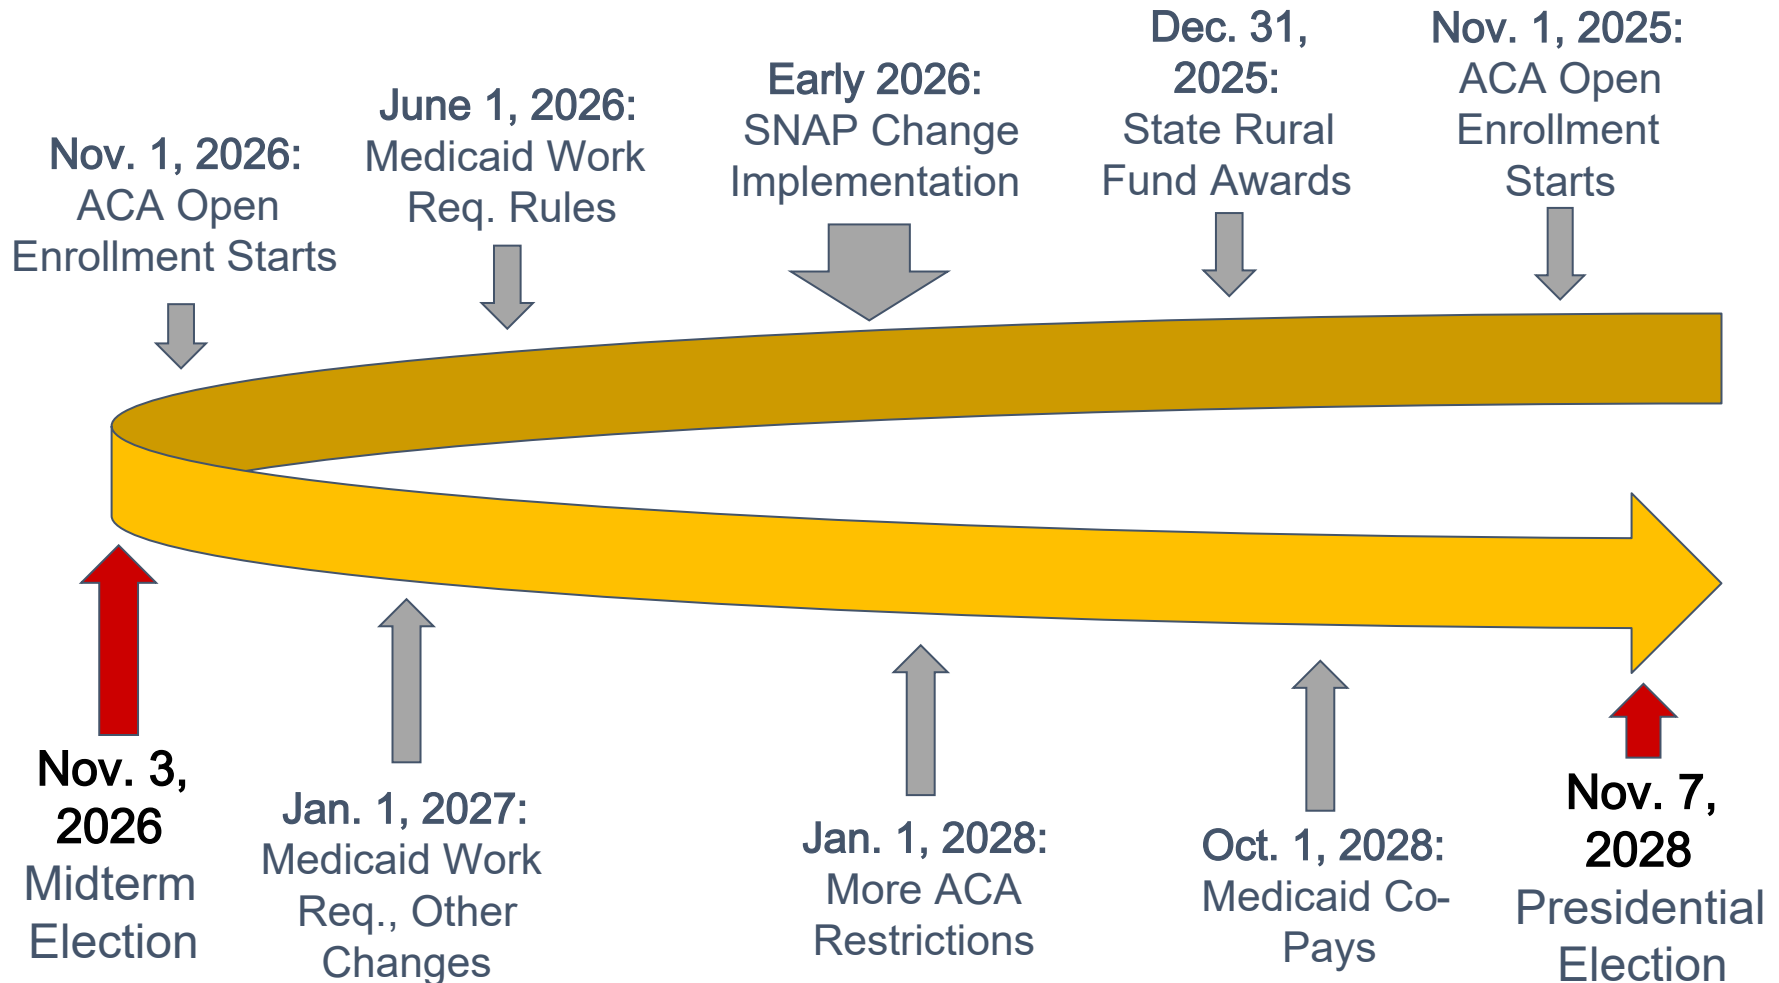 Nov. 1, 2026:
ACA Open
Enrollment Starts
June 1, 2026:
Medicaid Work
Req. Rules
Early 2026:
SNAP Change
Implementation
Dec. 31,
2025:
State Rural
Fund Awards
Nov. 1, 2025:
ACA Open
Enrollment
Starts
Nov. 3,
2026
Midterm
Election
Jan. 1, 2027:
Medicaid Work
Req., Other
Changes
Jan. 1, 2028:
More ACA
Restrictions
Oct. 1, 2028:
Medicaid Co-
Pays
Nov. 7,
2028
Presidential
Election